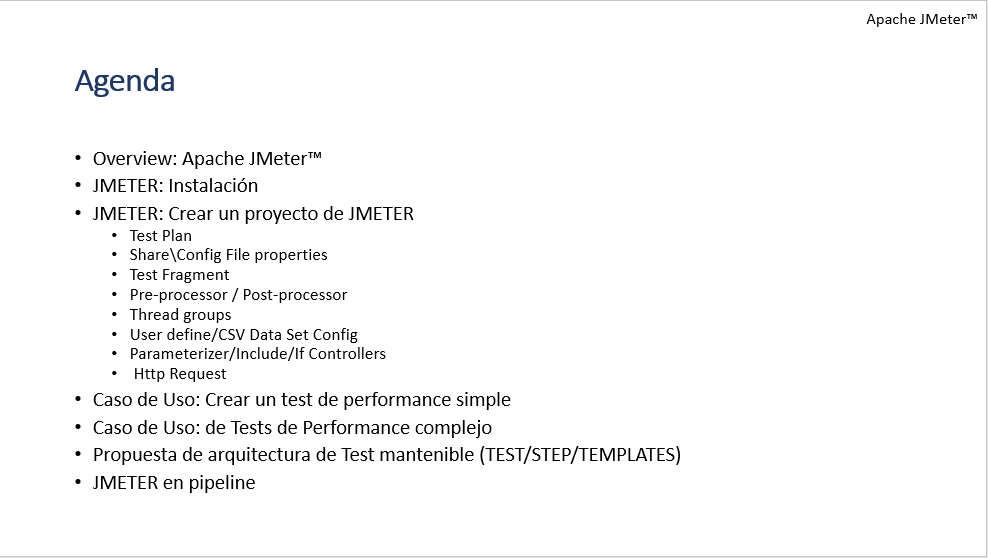 Apache JMeter™
Agenda
• Overview: Apache JMeter™
• JMETER: Instalación
• JMETER: Crear un proyecto de JMETER
• Test Plan
• Share\Config File properties
• Test Fragment
• Pre-processor / Post-processor
• Thread groups
• User define/CSV Data Set Config
• Parameterizer/Include/If Controllers
• Http Request
• Caso de Uso: Crear un test de performance simple
• Caso de Uso: de Tests de Performance complejo
• Propuesta de arquitectura de Test mantenible (TEST/STEP/TEMPLATES)
• JMETER en pipeline